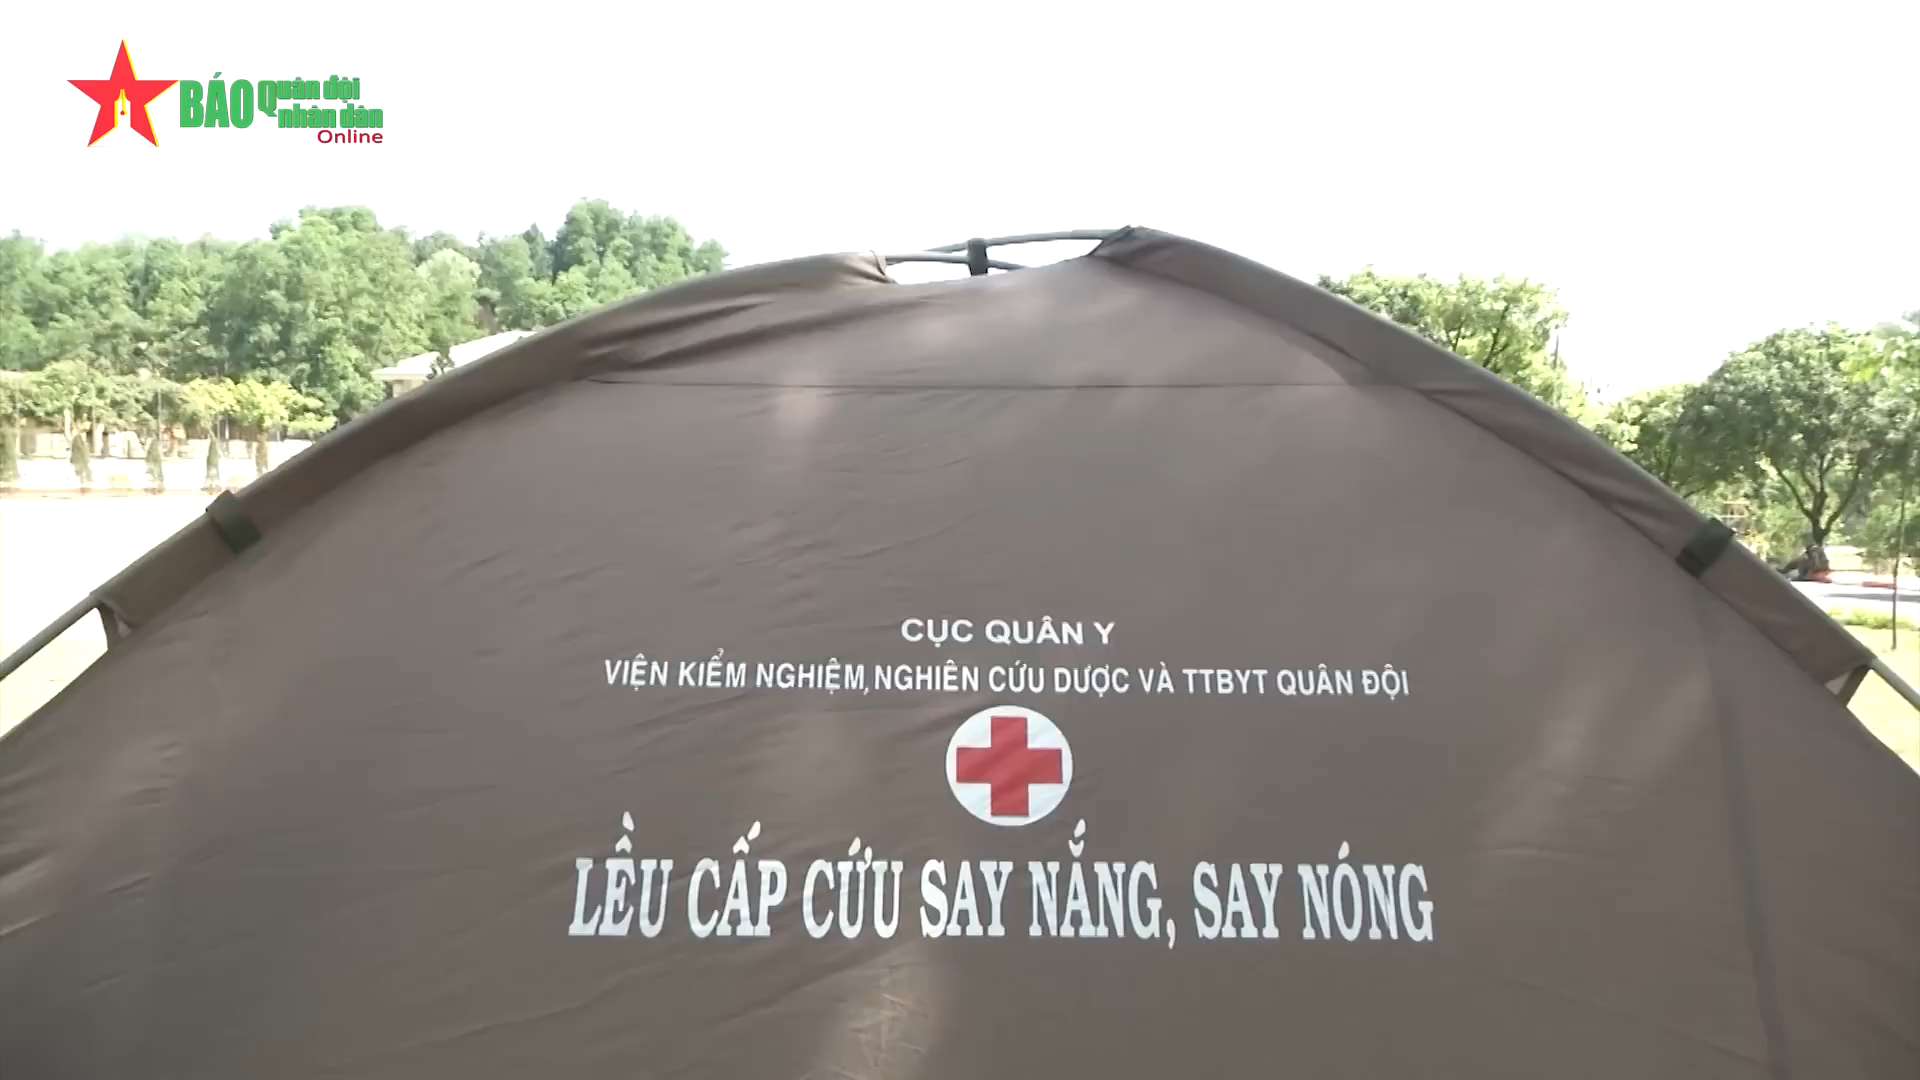 BÁO Quân đội
nhân dân
Online
CỤC QUÂN Y
VIỆN KIỂM NGHIỆM, NGHIÊN CỨU DƯỢC VÀ TTBYT QUÂN ĐỘI
LỀU CẤP CỨU SAY NẮNG, SAY NÓNG